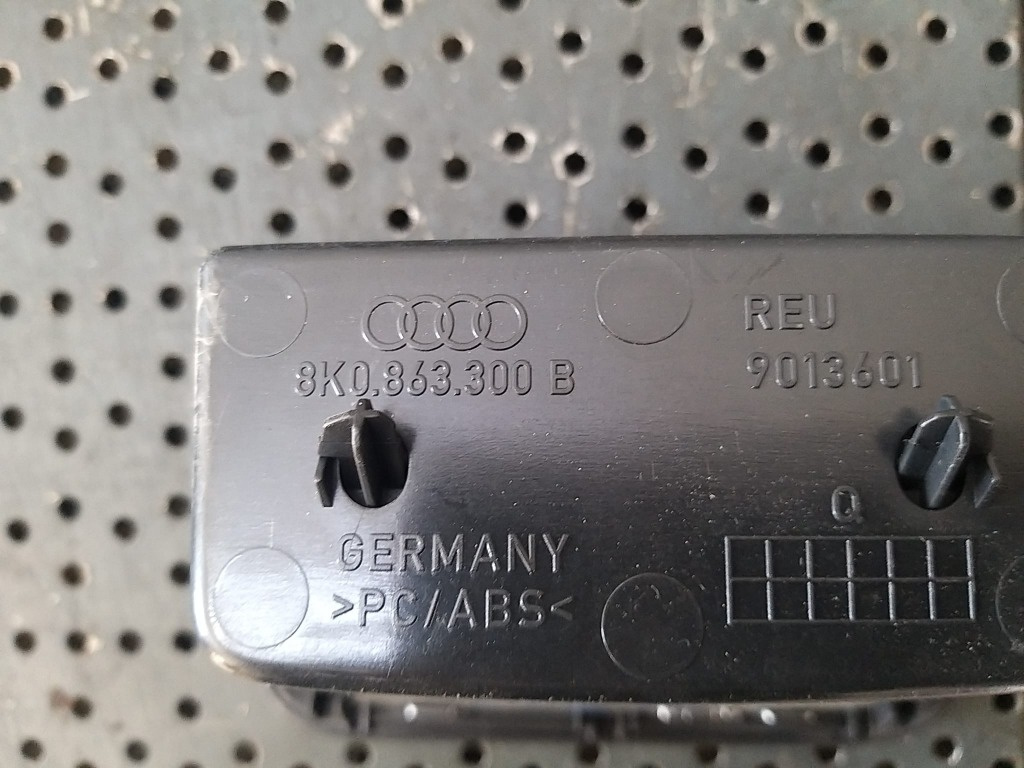 8K0.863.300 B
REU
9013601
Q
GERMANY
>PC/ABS<